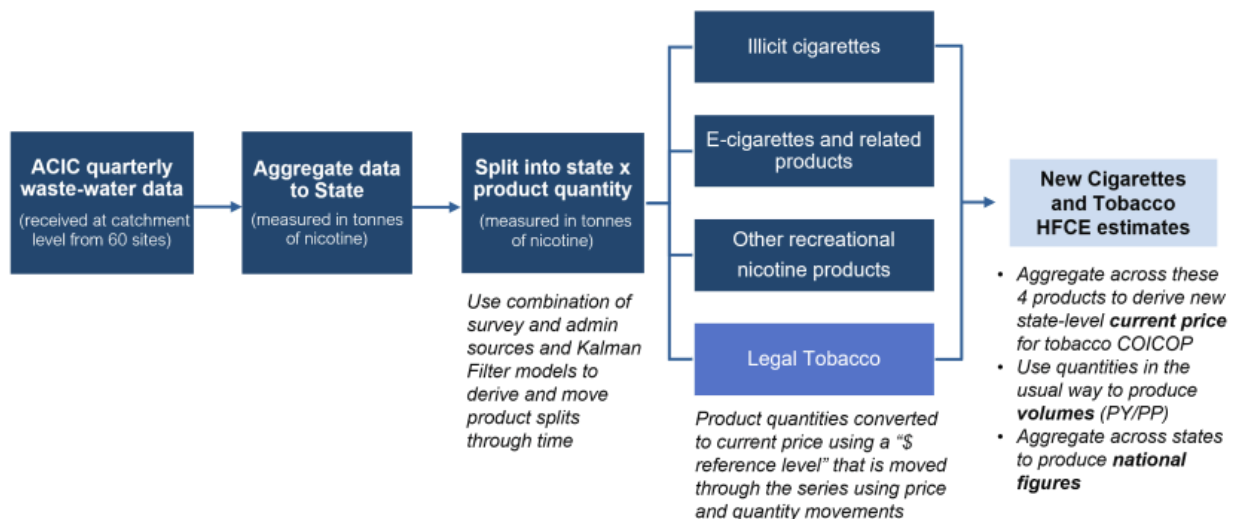 ACIC quarterly
waste-water data
(received at catchment
level from 60 sites)
Aggregate data
to State
(measured in tonnes
of nicotine)
Split into state x
product quantity
(measured in tonnes
of nicotine)
Use combination of
survey and admin
sources and Kalman
Filter models to
derive and move
product splits
through time
Illicit cigarettes
E-cigarettes and related
products
Other recreational
nicotine products
Legal Tobacco
Product quantities converted
to current price using a “$
reference level” that is moved
through the series using price
and quantity movements
New Cigarettes
and Tobacco
HFCE estimates
• Aggregate across these
4 products to derive new
state-level current price
for tobacco COICOP
• Use quantities in the
usual way to produce
volumes (PY/PP)
• Aggregate across states
to produce national
figures